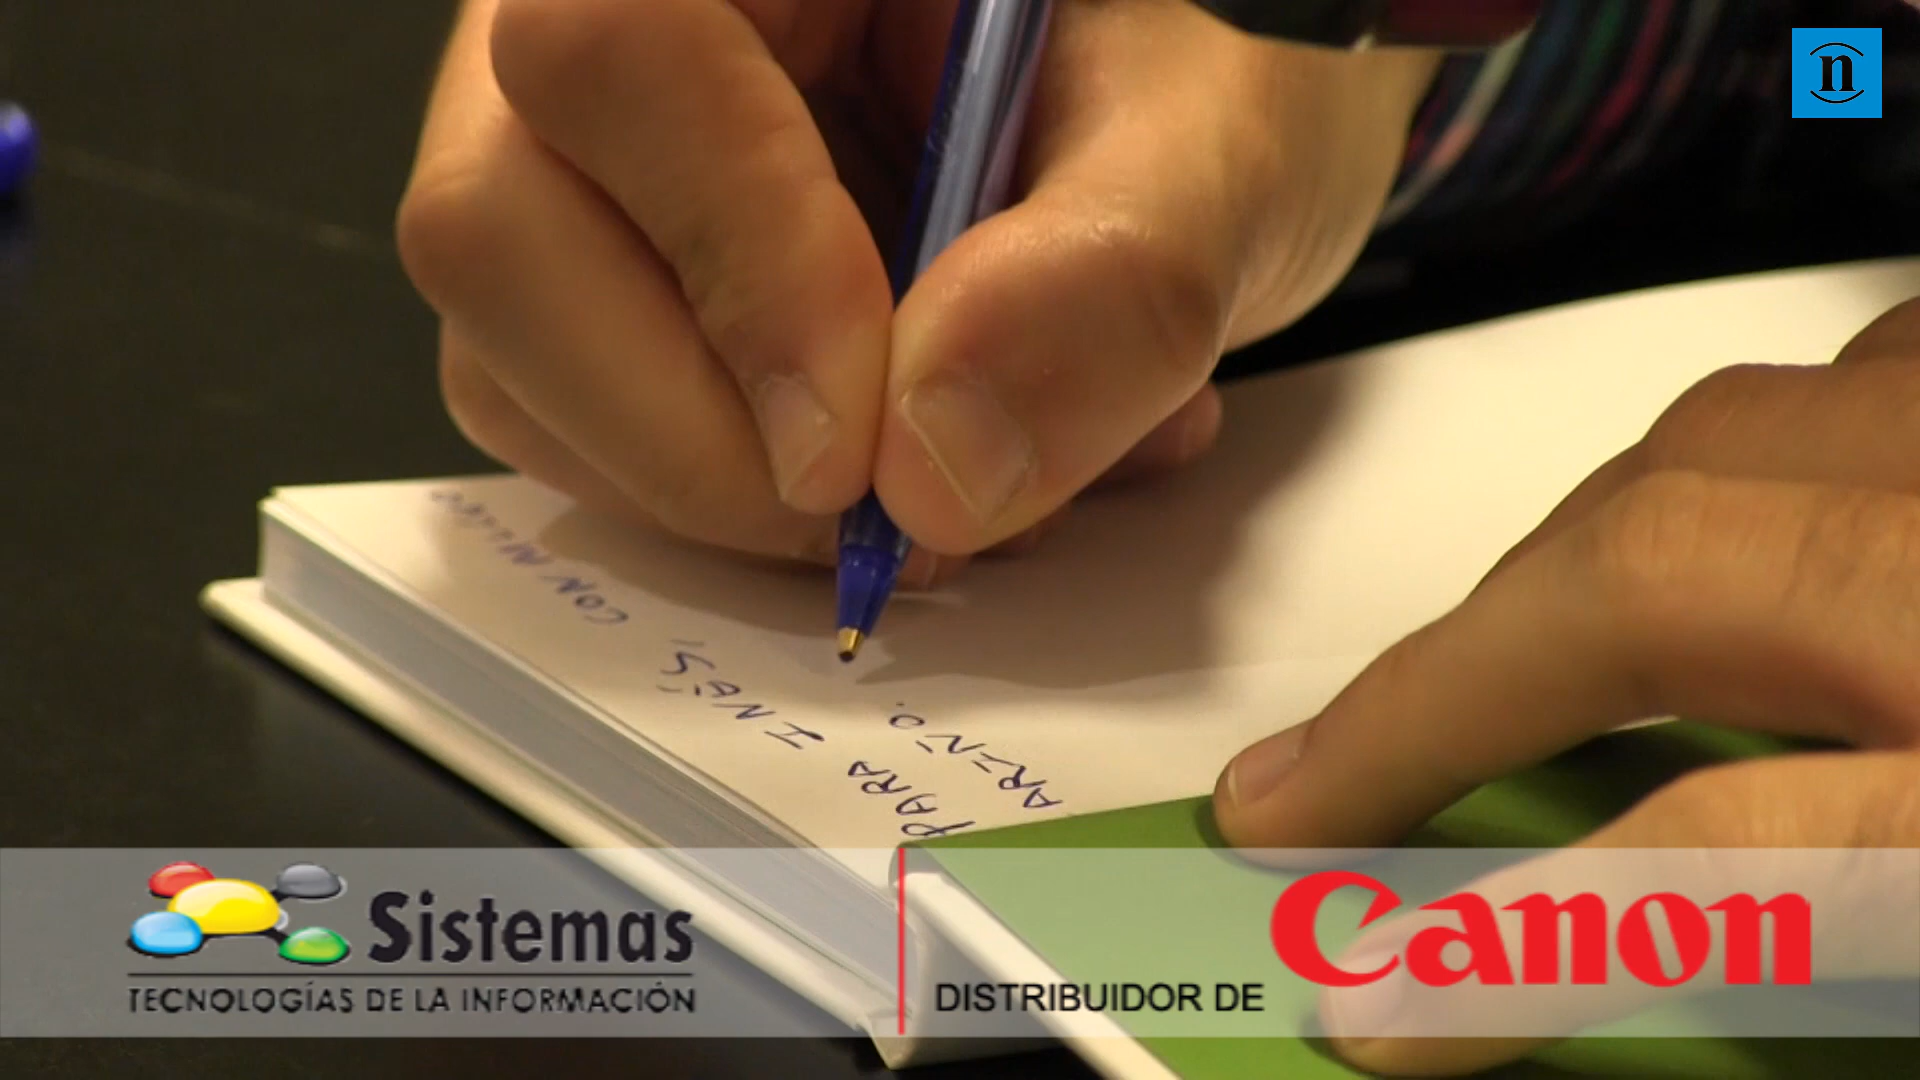 n
PARA INÉS, CON MUCHO
CARIÑO.
Sistemas
TECNOLOGÍAS DE LA INFORMACIÓN
DISTRIBUIDOR DE
Canon